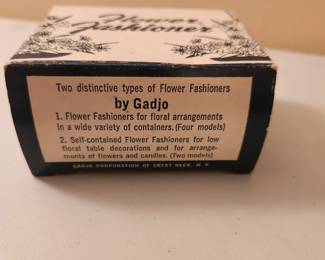 Flower
Fashioner
Two distinctive types of Flower Fashioners
by Gadjo
1. Flower Fashioners for floral arrangements
in a wide variety of containers. (Four models)
2. Self-contained Flower Fashioners for low
floral table decorations and for arrange-
ments of flowers and candles. (Two models)
GADJO CORPORATION OF GREAT NECK, N. Y.